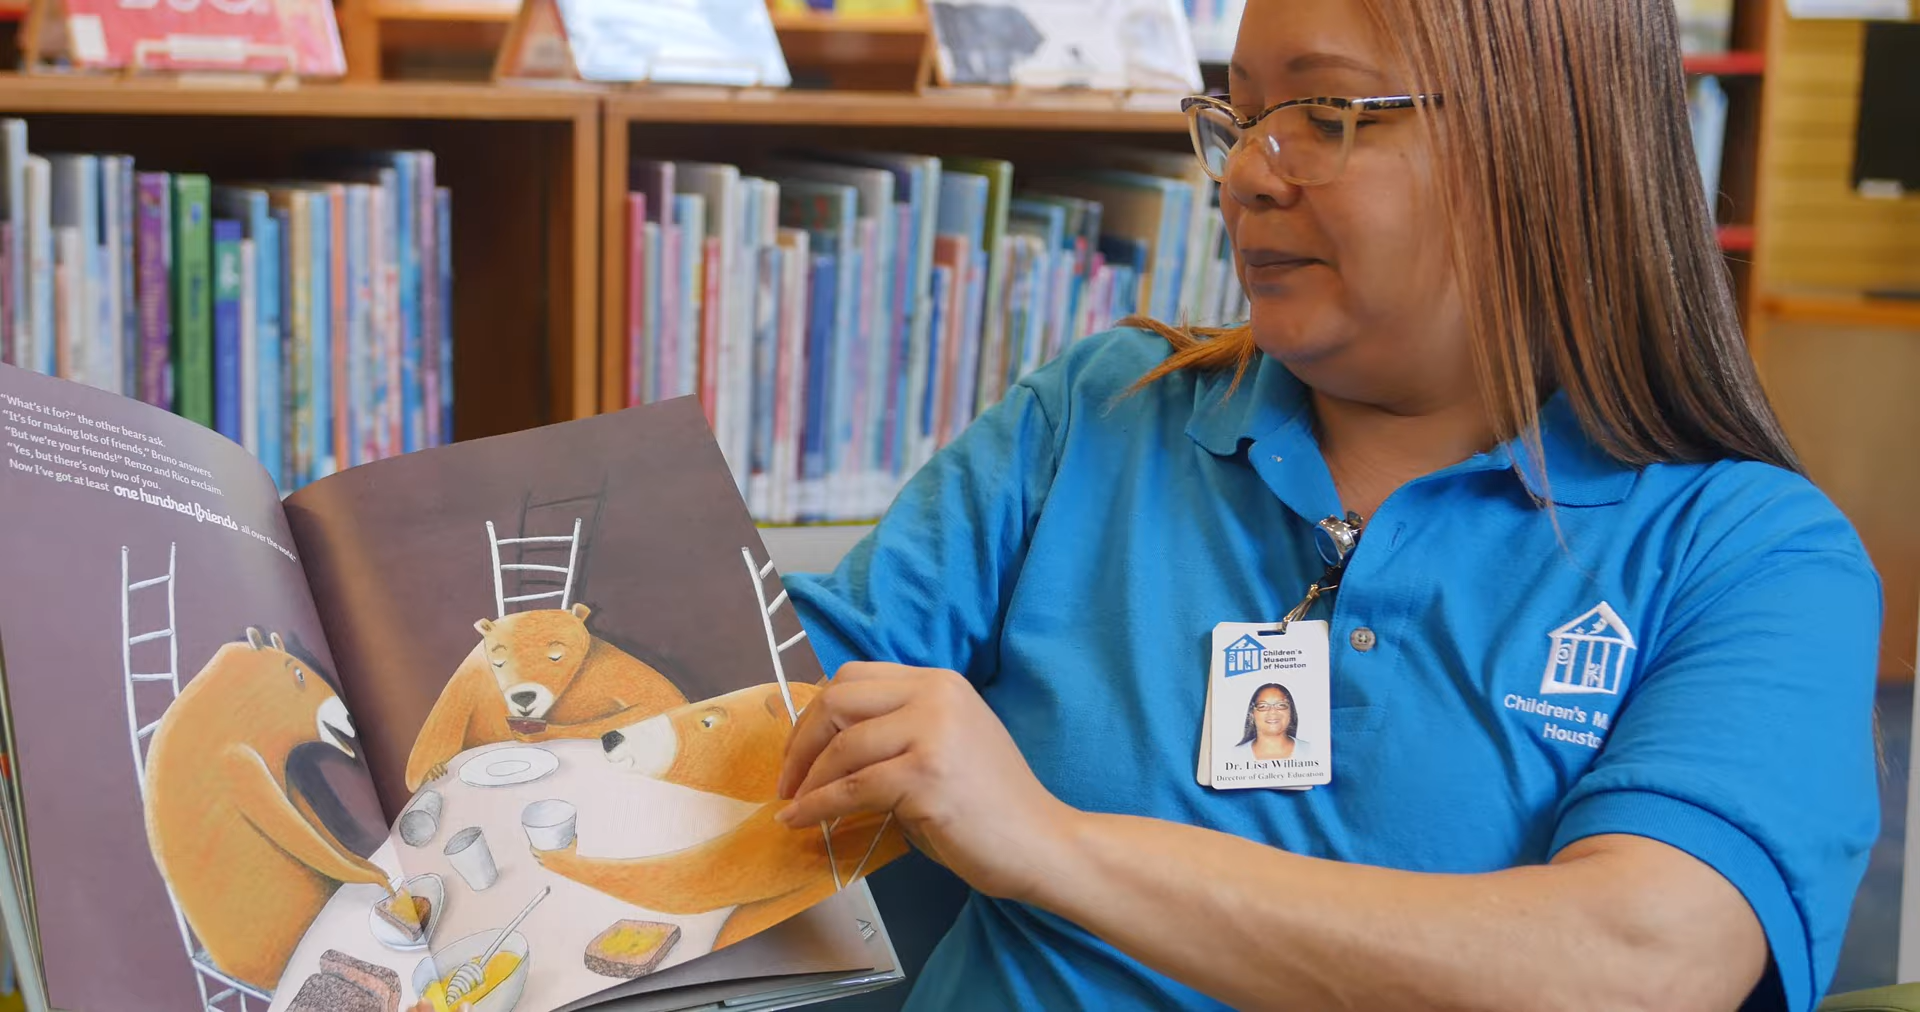 "What's it for?" the other bears ask.
"It's for making lots of friends," Bruno answers.
"But we're your friends!" Renzo and Rico exclaim.
"Yes, but there's only two of you.
Now I've got at least one hundred friends all over the world."
Children's
Museum
of Houston
Dr. Lisa Williams
Director of Gallery Education
Children's M
Housto